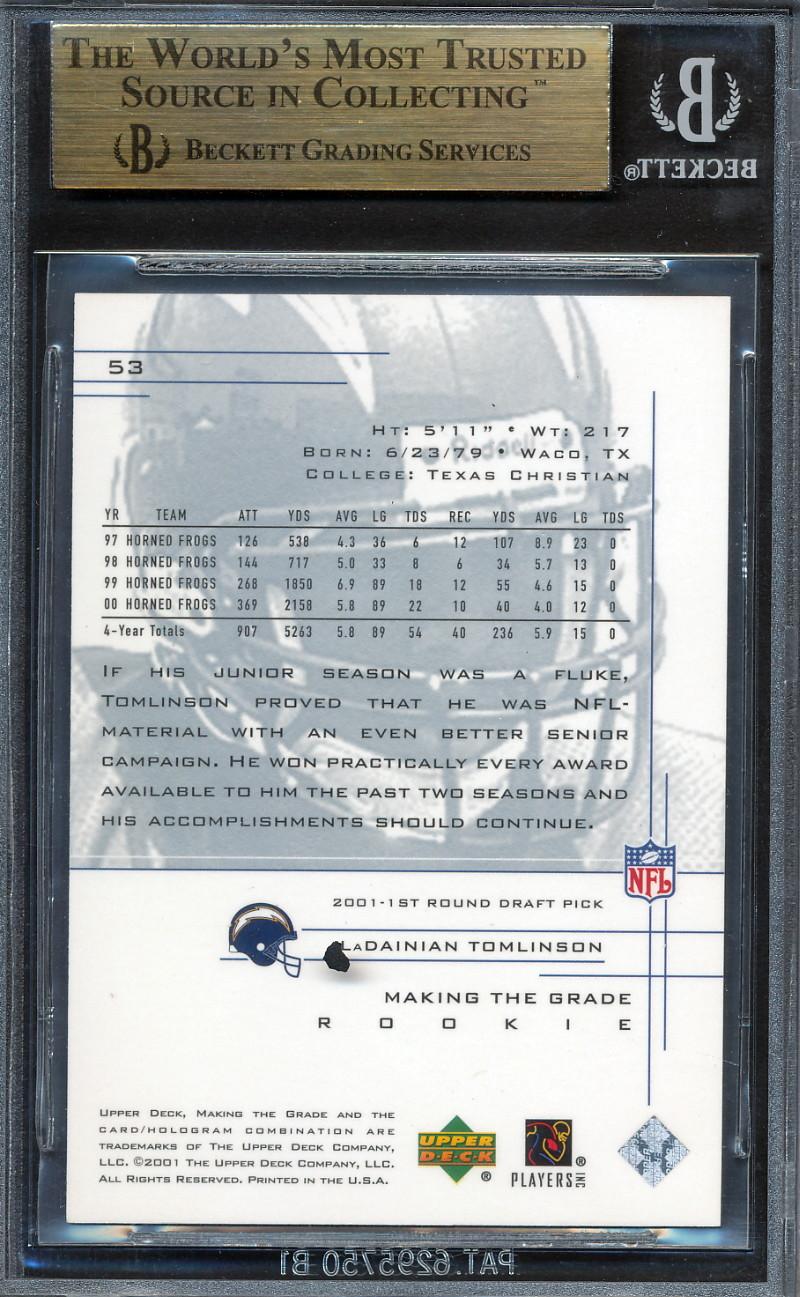 THE WORLD'S MOST TRUSTED
SOURCE IN COLLECTING™
B BECKETT GRADING SERVICES
B
BECKETT®
53
HT: 5'11" • WT: 217
BORN: 6/23/79 • WACO, TX
COLLEGE: TEXAS CHRISTIAN
YR TEAM ATT YDS AVG LG TDS REC YDS AVG LG TDS
97 HORNED FROGS 126 538 4.3 36 6 12 107 8.9 23 0
98 HORNED FROGS 144 717 5.0 33 8 6 34 5.7 13 0
99 HORNED FROGS 268 1850 6.9 89 18 12 55 4.6 15 0
00 HORNED FROGS 369 2158 5.8 89 22 10 40 4.0 12 0
4-Year Totals 907 5263 5.8 89 54 40 236 5.9 15 0
IF HIS JUNIOR SEASON WAS A FLUKE,
TOMLINSON PROVED THAT HE WAS NFL-
MATERIAL WITH AN EVEN BETTER SENIOR
CAMPAIGN. HE WON PRACTICALLY EVERY AWARD
AVAILABLE TO HIM THE PAST TWO SEASONS AND
HIS ACCOMPLISHMENTS SHOULD CONTINUE.
NFL
2001-1ST ROUND DRAFT PICK
LADAINIAN TOMLINSON
MAKING THE GRADE
ROOKIE
UPPER DECK, MAKING THE GRADE AND THE
CARD/HOLOGRAM COMBINATION ARE
TRADEMARKS OF THE UPPER DECK COMPANY,
LLC. ©2001 THE UPPER DECK COMPANY, LLC.
ALL RIGHTS RESERVED. PRINTED IN THE U.S.A.
UPPER
DECK
®
PLAYERS INC ®
PAT. 6295750 B1